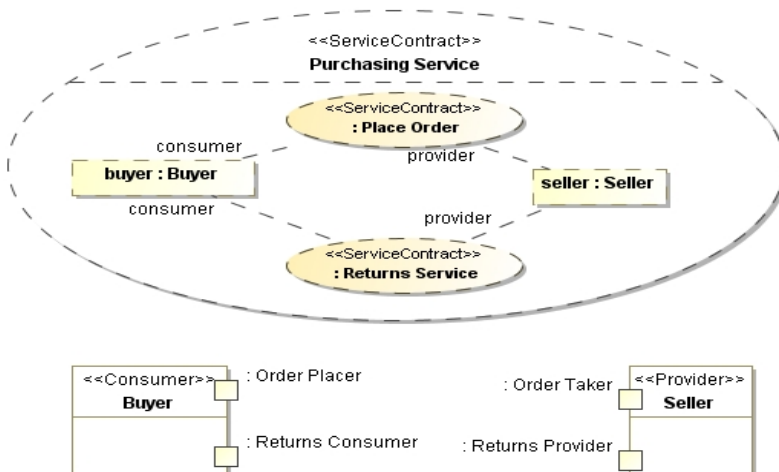 <<ServiceContract>>
Purchasing Service
<<ServiceContract>>
: Place Order
consumer
provider
buyer : Buyer
seller : Seller
consumer
provider
<<ServiceContract>>
: Returns Service
<<Consumer>>
Buyer
: Order Placer
: Returns Consumer
: Order Taker
: Returns Provider
<<Provider>>
Seller